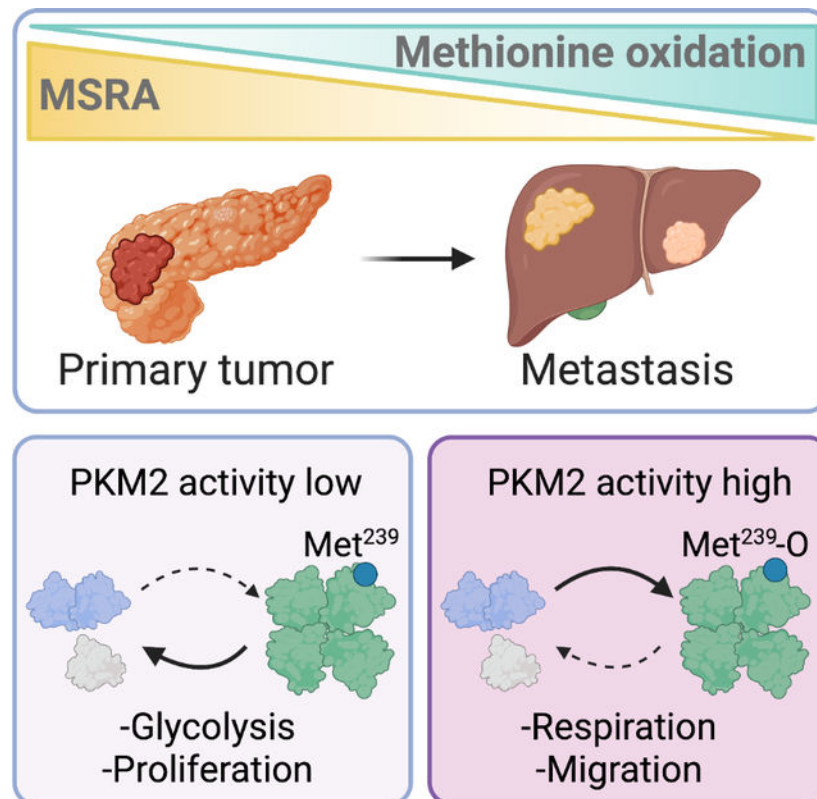 Methionine oxidation
MSRA
Primary tumor
Metastasis
PKM2 activity low
Met²³⁹
-Glycolysis
-Proliferation
PKM2 activity high
Met²³⁹-O
-Respiration
-Migration